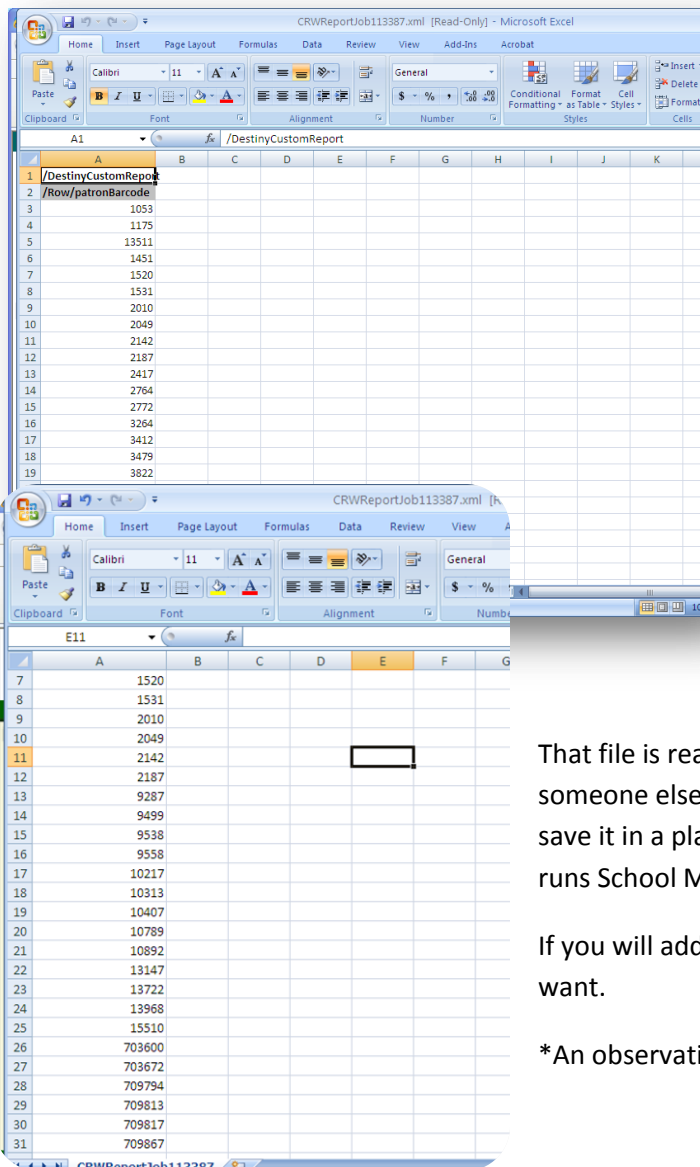 CRWReportJob113387.xml [Read-Only] - Microsoft Excel
Home Insert Page Layout Formulas Data Review View Add-Ins Acrobat
Paste
Calibri 11 A A General Conditional Formatting Format as Table Cell Styles Insert Delete Format
B I U A $ % , .0 .00 .00 .0
Clipboard Font Alignment Number Styles Cells
A1 fx /DestinyCustomReport
A B C D E F G H I J K
1 /DestinyCustomReport
2 /Row/patronBarcode
3 1053
4 1175
5 13511
6 1451
7 1520
8 1531
9 2010
10 2049
11 2142
12 2187
13 2417
14 2764
15 2772
16 3264
17 3412
18 3479
19 3822
CRWReportJob113387.xml [R
Home Insert Page Layout Formulas Data Review View A
Paste
Calibri 11 A A General
B I U A $ %
Clipboard Font Alignment Numb
E11 fx
A B C D E F G
7 1520
8 1531
9 2010
10 2049
11 2142
12 2187
13 9287
14 9499
15 9538
16 9558
17 10217
18 10313
19 10407
20 10789
21 10892
22 13147
23 13722
24 13968
25 15510
26 703600
27 703672
28 709794
29 709813
30 709817
31 709867
CRWReportJob113387
10
That file is rea
someone else
save it in a pla
runs School M
If you will add
want.
*An observati